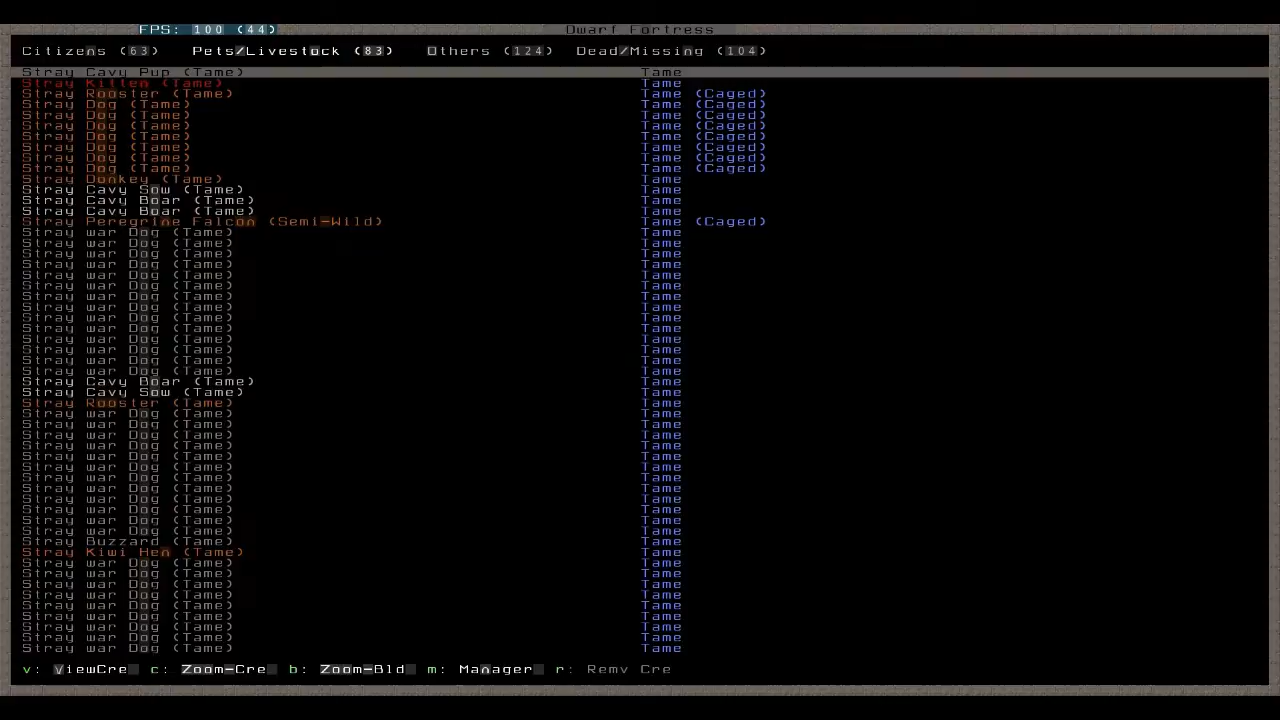 FPS: 100 (44) Dwarf Fortress
Citizens (63) Pets/Livestock (83) Others (124) Dead/Missing (104)
Stray Cavy Pup (Tame) Tame
Stray Kitten (Tame) Tame
Stray Rooster (Tame) Tame (Caged)
Stray Dog (Tame) Tame (Caged)
Stray Dog (Tame) Tame (Caged)
Stray Dog (Tame) Tame (Caged)
Stray Dog (Tame) Tame (Caged)
Stray Dog (Tame) Tame (Caged)
Stray Dog (Tame) Tame (Caged)
Stray Dog (Tame) Tame (Caged)
Stray Donkey (Tame) Tame
Stray Cavy Sow (Tame) Tame
Stray Cavy Boar (Tame) Tame
Stray Cavy Boar (Tame) Tame
Stray Peregrine Falcon (Semi-Wild) Tame (Caged)
Stray war Dog (Tame) Tame
Stray war Dog (Tame) Tame
Stray war Dog (Tame) Tame
Stray war Dog (Tame) Tame
Stray war Dog (Tame) Tame
Stray war Dog (Tame) Tame
Stray war Dog (Tame) Tame
Stray war Dog (Tame) Tame
Stray war Dog (Tame) Tame
Stray war Dog (Tame) Tame
Stray war Dog (Tame) Tame
Stray war Dog (Tame) Tame
Stray war Dog (Tame) Tame
Stray war Dog (Tame) Tame
Stray Cavy Boar (Tame) Tame
Stray Cavy Sow (Tame) Tame
Stray Rooster (Tame) Tame
Stray war Dog (Tame) Tame
Stray war Dog (Tame) Tame
Stray war Dog (Tame) Tame
Stray war Dog (Tame) Tame
Stray war Dog (Tame) Tame
Stray war Dog (Tame) Tame
Stray war Dog (Tame) Tame
Stray war Dog (Tame) Tame
Stray war Dog (Tame) Tame
Stray war Dog (Tame) Tame
Stray war Dog (Tame) Tame
Stray war Dog (Tame) Tame
Stray Buzzard (Tame) Tame
Stray Kiwi Hen (Tame) Tame
Stray war Dog (Tame) Tame
Stray war Dog (Tame) Tame
Stray war Dog (Tame) Tame
Stray war Dog (Tame) Tame
Stray war Dog (Tame) Tame
Stray war Dog (Tame) Tame
Stray war Dog (Tame) Tame
Stray war Dog (Tame) Tame
Stray war Dog (Tame) Tame
v: ViewCre c: Zoom-Cre b: Zoom-Bld m: Manager r: Remv Cre